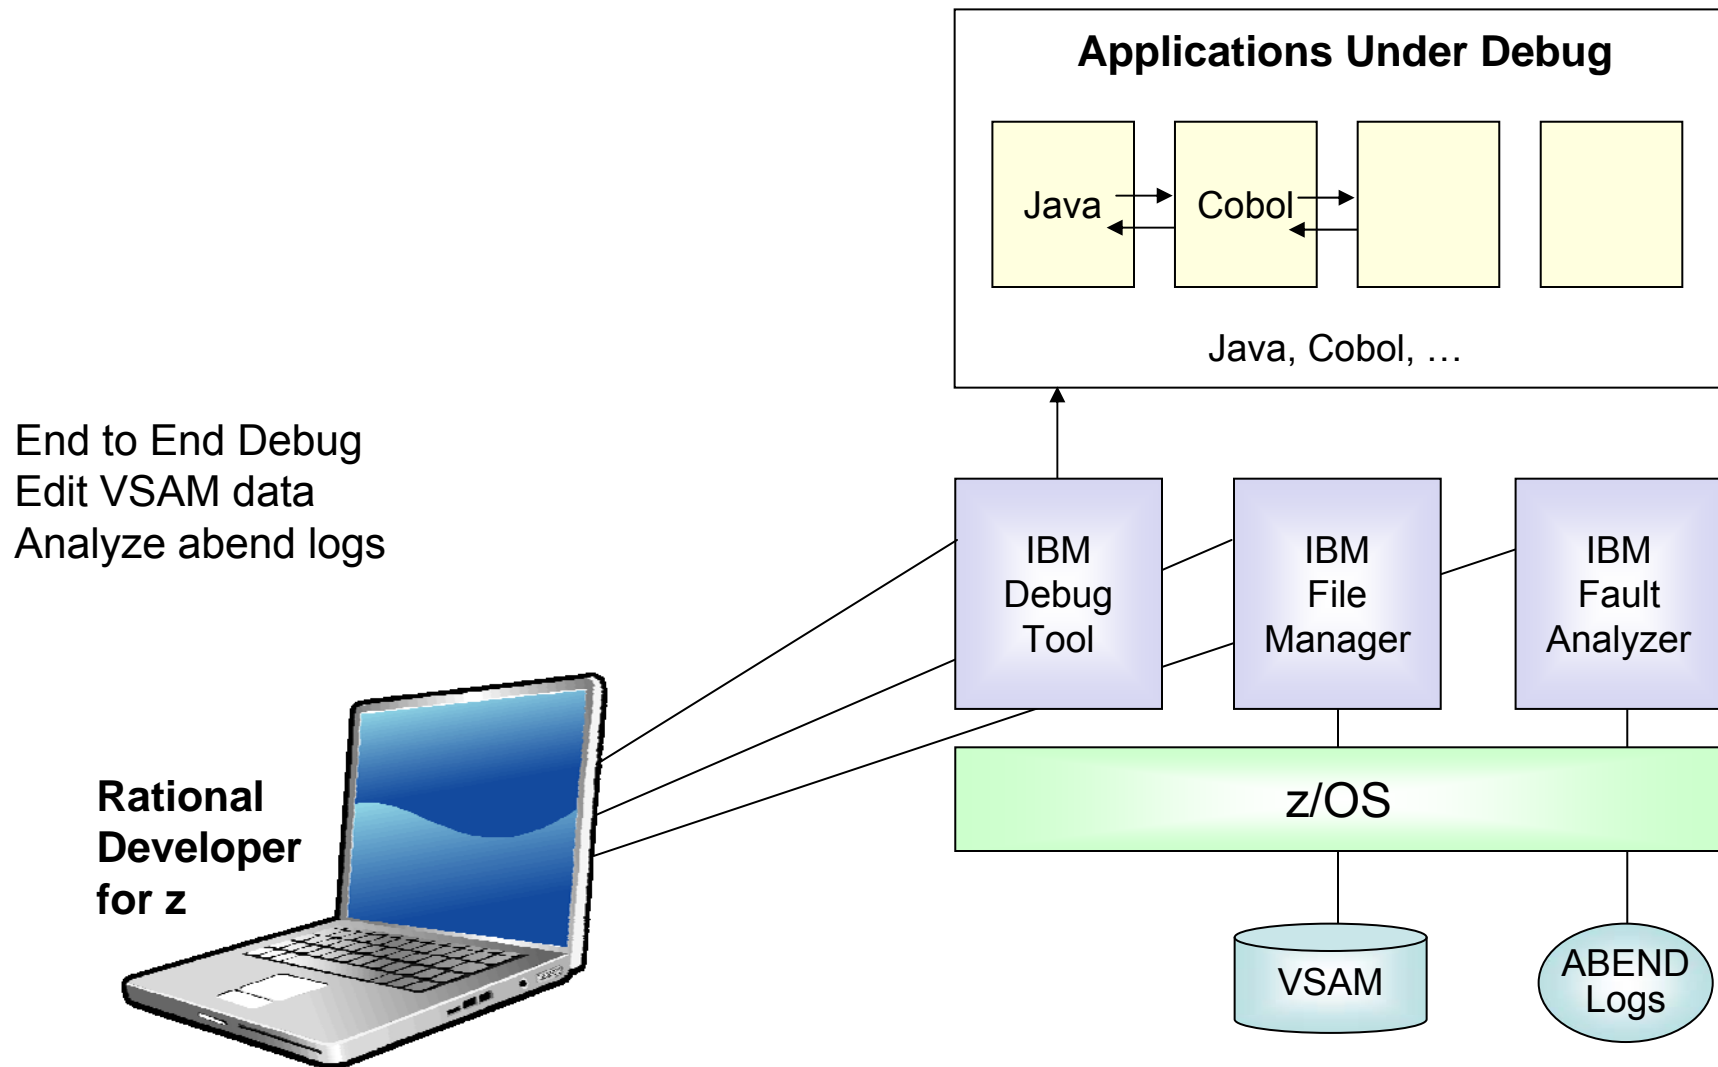 Applications Under Debug
Java
Cobol
Java, Cobol, …
End to End Debug
Edit VSAM data
Analyze abend logs
IBM
Debug
Tool
IBM
File
Manager
IBM
Fault
Analyzer
Rational
Developer
for z
z/OS
VSAM
ABEND
Logs